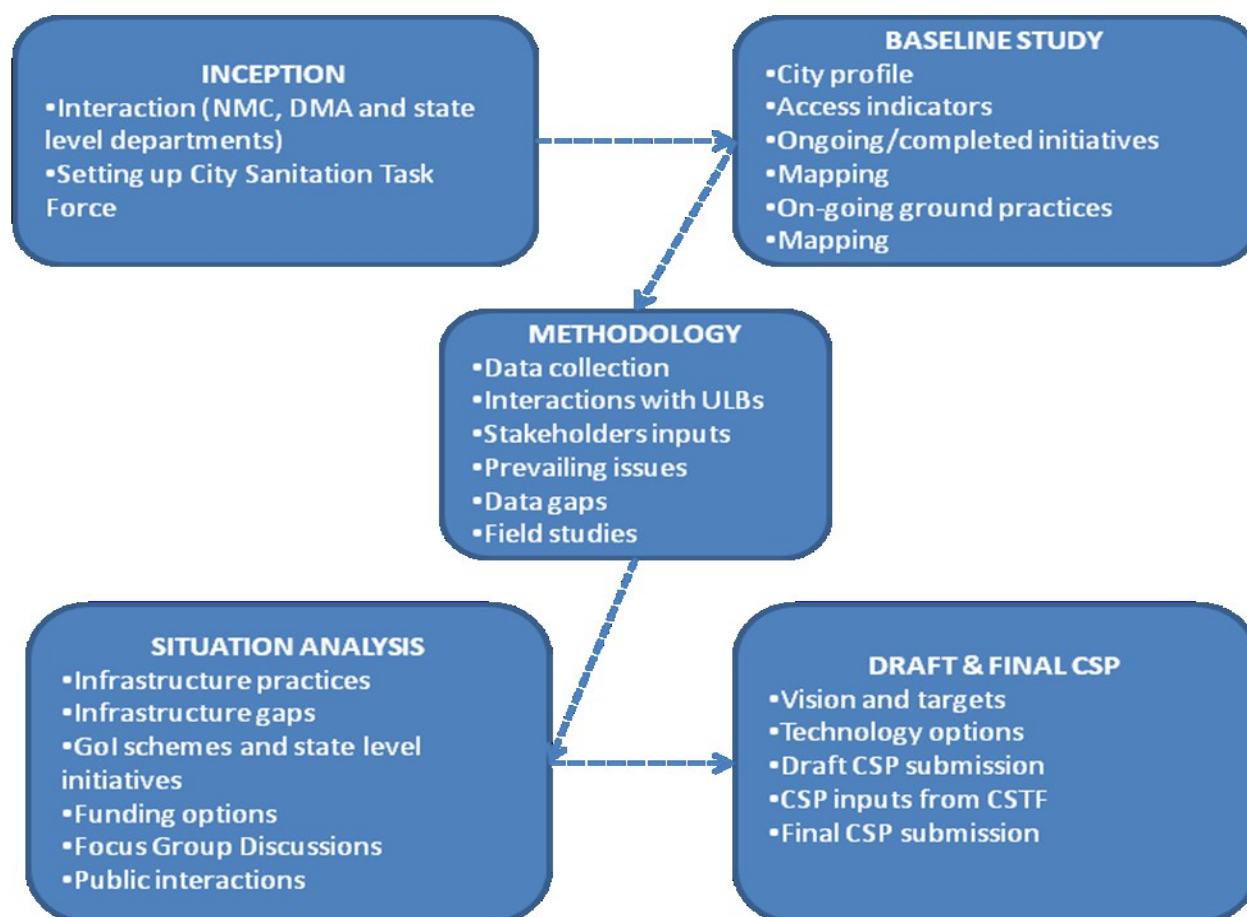 INCEPTION
•Interaction (NMC, DMA and state
level departments)
•Setting up City Sanitation Task
Force
BASELINE STUDY
•City profile
•Access indicators
•Ongoing/completed initiatives
•Mapping
•On-going ground practices
•Mapping
METHODOLOGY
•Data collection
•Interactions with ULBs
•Stakeholders inputs
•Prevailing issues
•Data gaps
•Field studies
SITUATION ANALYSIS
•Infrastructure practices
•Infrastructure gaps
•GoI schemes and state level
initiatives
•Funding options
•Focus Group Discussions
•Public interactions
DRAFT & FINAL CSP
•Vision and targets
•Technology options
•Draft CSP submission
•CSP inputs from CSTF
•Final CSP submission